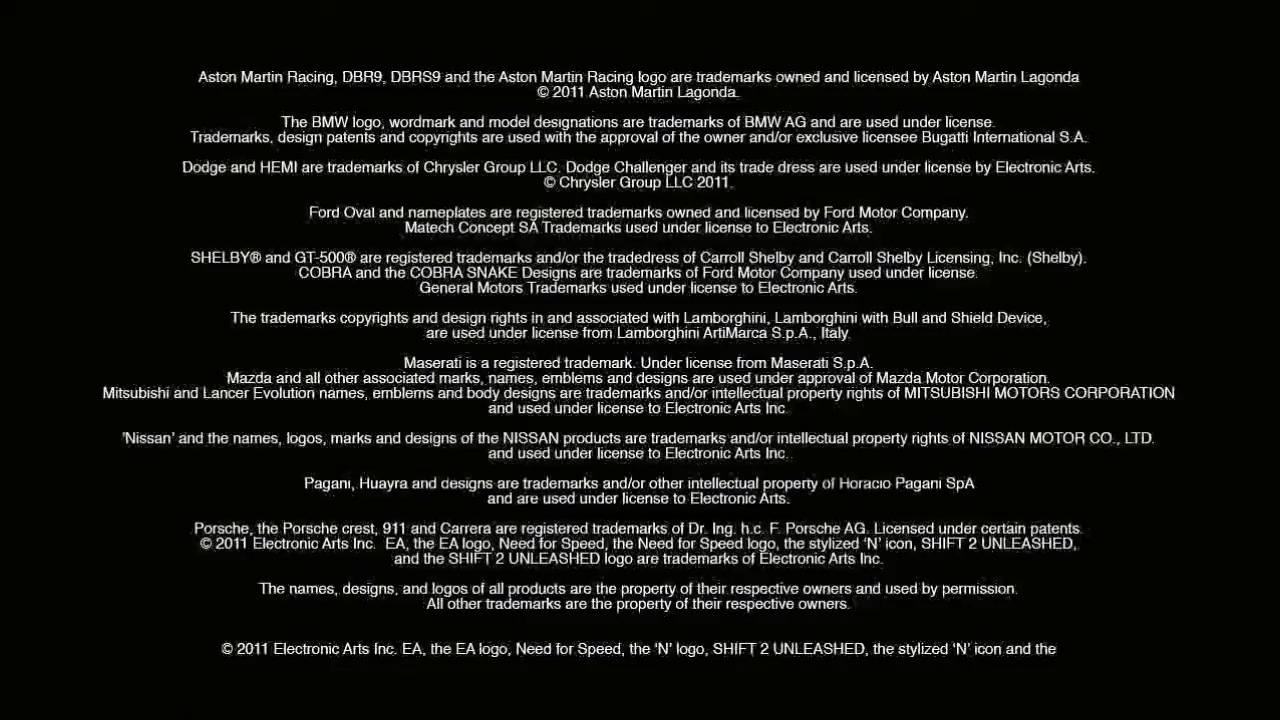 Aston Martin Racing, DBR9, DBRS9 and the Aston Martin Racing logo are trademarks owned and licensed by Aston Martin Lagonda
© 2011 Aston Martin Lagonda.
The BMW logo, wordmark and model designations are trademarks of BMW AG and are used under license.
Trademarks, design patents and copyrights are used with the approval of the owner and/or exclusive licensee Bugatti International S.A.
Dodge and HEMI are trademarks of Chrysler Group LLC. Dodge Challenger and its trade dress are used under license by Electronic Arts.
© Chrysler Group LLC 2011.
Ford Oval and nameplates are registered trademarks owned and licensed by Ford Motor Company.
Matech Concept SA Trademarks used under license to Electronic Arts.
SHELBY® and GT-500® are registered trademarks and/or the tradedress of Carroll Shelby and Carroll Shelby Licensing, Inc. (Shelby).
COBRA and the COBRA SNAKE Designs are trademarks of Ford Motor Company used under license.
General Motors Trademarks used under license to Electronic Arts.
The trademarks copyrights and design rights in and associated with Lamborghini, Lamborghini with Bull and Shield Device,
are used under license from Lamborghini ArtiMarca S.p.A., Italy.
Maserati is a registered trademark. Under license from Maserati S.p.A.
Mazda and all other associated marks, names, emblems and designs are used under approval of Mazda Motor Corporation.
Mitsubishi and Lancer Evolution names, emblems and body designs are trademarks and/or intellectual property rights of MITSUBISHI MOTORS CORPORATION
and used under license to Electronic Arts Inc.
'Nissan' and the names, logos, marks and designs of the NISSAN products are trademarks and/or intellectual property rights of NISSAN MOTOR CO., LTD.
and used under license to Electronic Arts Inc.
Pagani, Huayra and designs are trademarks and/or other intellectual property of Horacio Pagani SpA
and are used under license to Electronic Arts.
Porsche, the Porsche crest, 911 and Carrera are registered trademarks of Dr. Ing. h.c. F. Porsche AG. Licensed under certain patents.
© 2011 Electronic Arts Inc.  EA, the EA logo, Need for Speed, the Need for Speed logo, the stylized ‘N’ icon, SHIFT 2 UNLEASHED,
and the SHIFT 2 UNLEASHED logo are trademarks of Electronic Arts Inc.
The names, designs, and logos of all products are the property of their respective owners and used by permission.
All other trademarks are the property of their respective owners.
© 2011 Electronic Arts Inc. EA, the EA logo, Need for Speed, the ‘N’ logo, SHIFT 2 UNLEASHED, the stylized ‘N’ icon and the